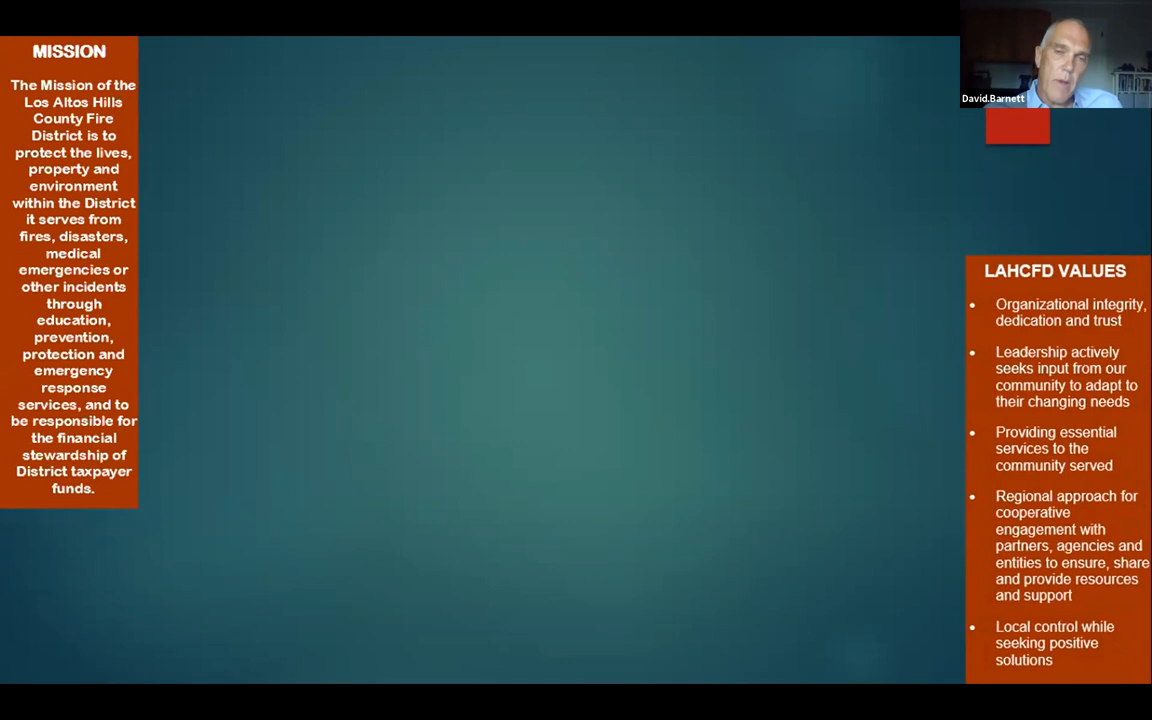 MISSION
The Mission of the
Los Altos Hills
County Fire
District is to
protect the lives,
property and
environment
within the District
it serves from
fires, disasters,
medical
emergencies or
other incidents
through
education,
prevention,
protection and
emergency
response
services, and to
be responsible for
the financial
stewardship of
District taxpayer
funds.
David.Barnett
LAHCFD VALUES
• Organizational integrity,
dedication and trust
• Leadership actively
seeks input from our
community to adapt to
their changing needs
• Providing essential
services to the
community served
• Regional approach for
cooperative
engagement with
partners, agencies and
entities to ensure, share
and provide resources
and support
• Local control while
seeking positive
solutions